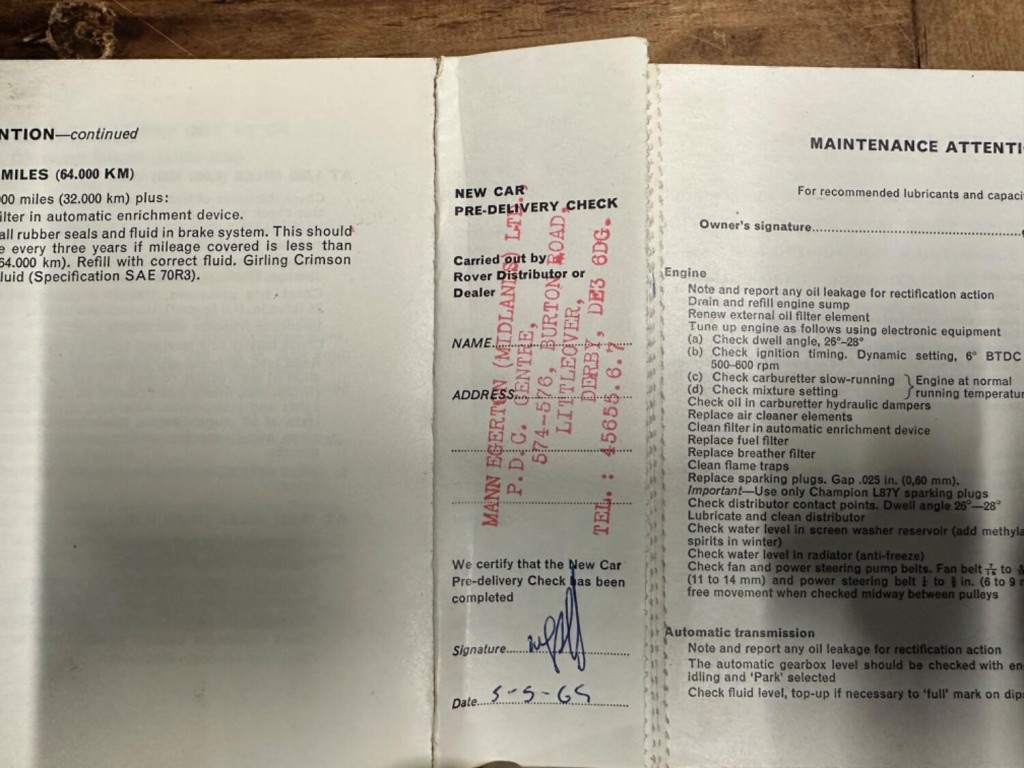 NTION—continued
MILES (64.000 KM)
00 miles (32.000 km) plus:
ilter in automatic enrichment device.
all rubber seals and fluid in brake system. This should
e every three years if mileage covered is less than
64.000 km). Refill with correct fluid. Girling Crimson
luid (Specification SAE 70R3).
NEW CAR
PRE-DELIVERY CHECK
Carried out by
Rover Distributor or
Dealer
NAME
ADDRESS
MANN EGERTON (MIDLANDS) LTD.,
P.D.C. CENTRE,
574-576, BURTON ROAD,
LITTLEOVER,
DERBY, DE3 6DG.
TEL.: 45655.6.7
We certify that the New Car
Pre-delivery Check has been
completed
Signature
Date
MAINTENANCE ATTENTI
For recommended lubricants and capaci
Owner's signature
Engine
Note and report any oil leakage for rectification action
Drain and refill engine sump
Renew external oil filter element
Tune up engine as follows using electronic equipment
(a) Check dwell angle, 26°–28°
(b) Check ignition timing. Dynamic setting, 6° BTDC
500–600 rpm
(c) Check carburetter slow-running } Engine at normal
(d) Check mixture setting } running temperatur
Check oil in carburetter hydraulic dampers
Replace air cleaner elements
Clean filter in automatic enrichment device
Replace fuel filter
Replace breather filter
Clean flame traps
Replace sparking plugs. Gap .025 in. (0,60 mm).
Important—Use only Champion L87Y sparking plugs
Check distributor contact points. Dwell angle 26°—28°
Lubricate and clean distributor
Check water level in screen washer reservoir (add methyla
spirits in winter)
Check water level in radiator (anti-freeze)
Check fan and power steering pump belts. Fan belt 7/16 to
(11 to 14 mm) and power steering belt 1/4 to 3/8 in. (6 to 9 m
free movement when checked midway between pulleys
Automatic transmission
Note and report any oil leakage for rectification action
The automatic gearbox level should be checked with en
idling and 'Park' selected
Check fluid level, top-up if necessary to 'full' mark on dips